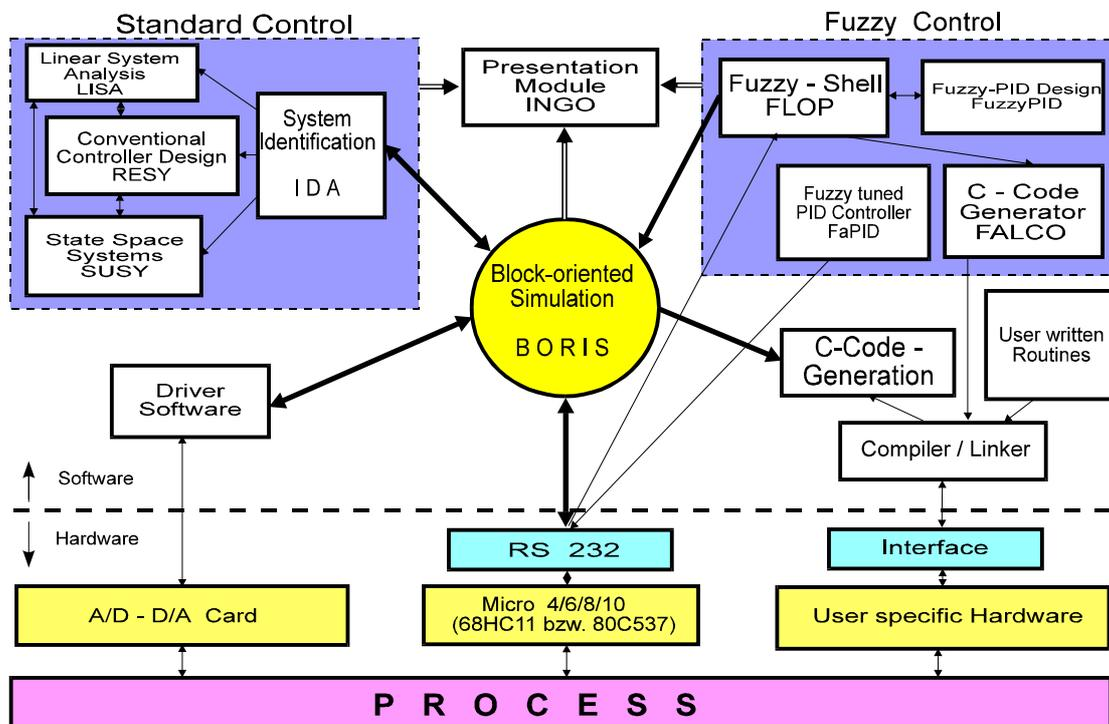 Standard Control
Fuzzy Control
Linear System
Analysis
LISA
Conventional
Controller Design
RESY
State Space
Systems
SUSY
System
Identification
I D A
Presentation
Module
INGO
Fuzzy - Shell
FLOP
Fuzzy-PID Design
FuzzyPID
Fuzzy tuned
PID Controller
FaPID
C - Code
Generator
FALCO
Block-oriented
Simulation
B O R I S
User written
Routines
C-Code -
Generation
Driver
Software
Compiler / Linker
Software
Hardware
RS 232
Interface
A/D - D/A Card
Micro 4/6/8/10
(68HC11 bzw. 80C537)
User specific Hardware
P R O C E S S